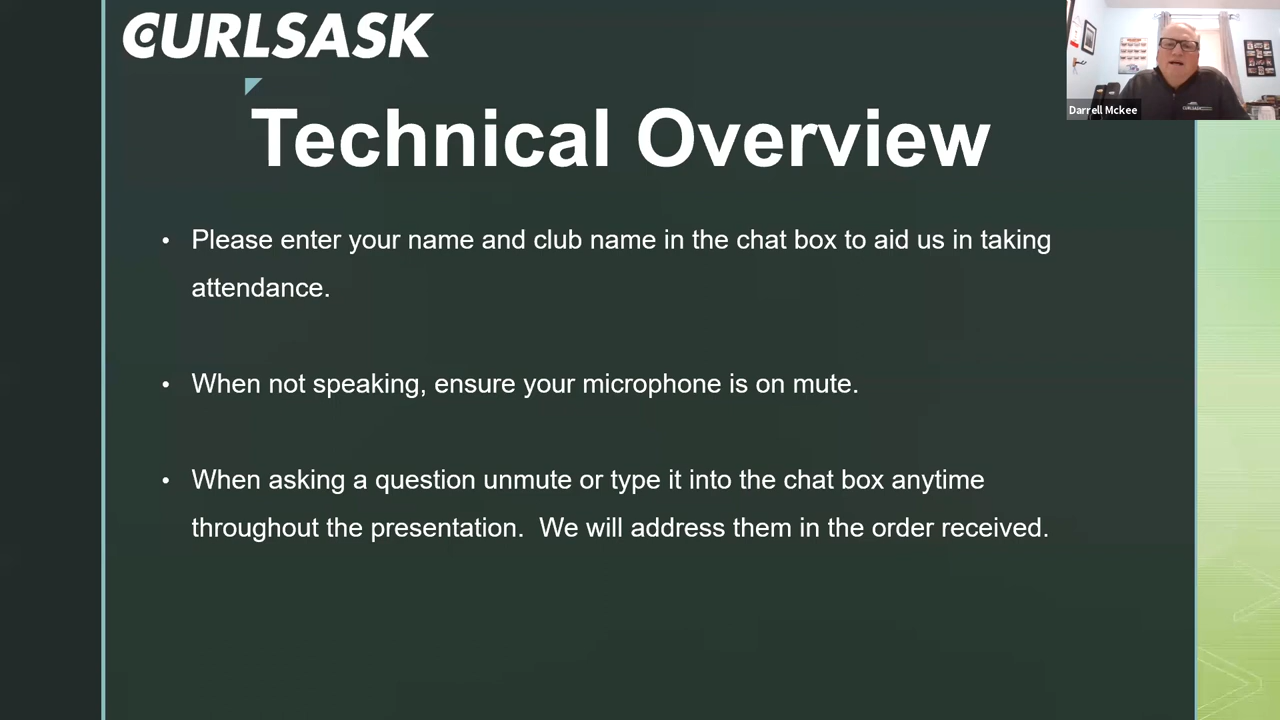 CURLSASK
Darrell Mckee
Technical Overview
• Please enter your name and club name in the chat box to aid us in taking
attendance.
• When not speaking, ensure your microphone is on mute.
• When asking a question unmute or type it into the chat box anytime
throughout the presentation.  We will address them in the order received.
CURLSASK